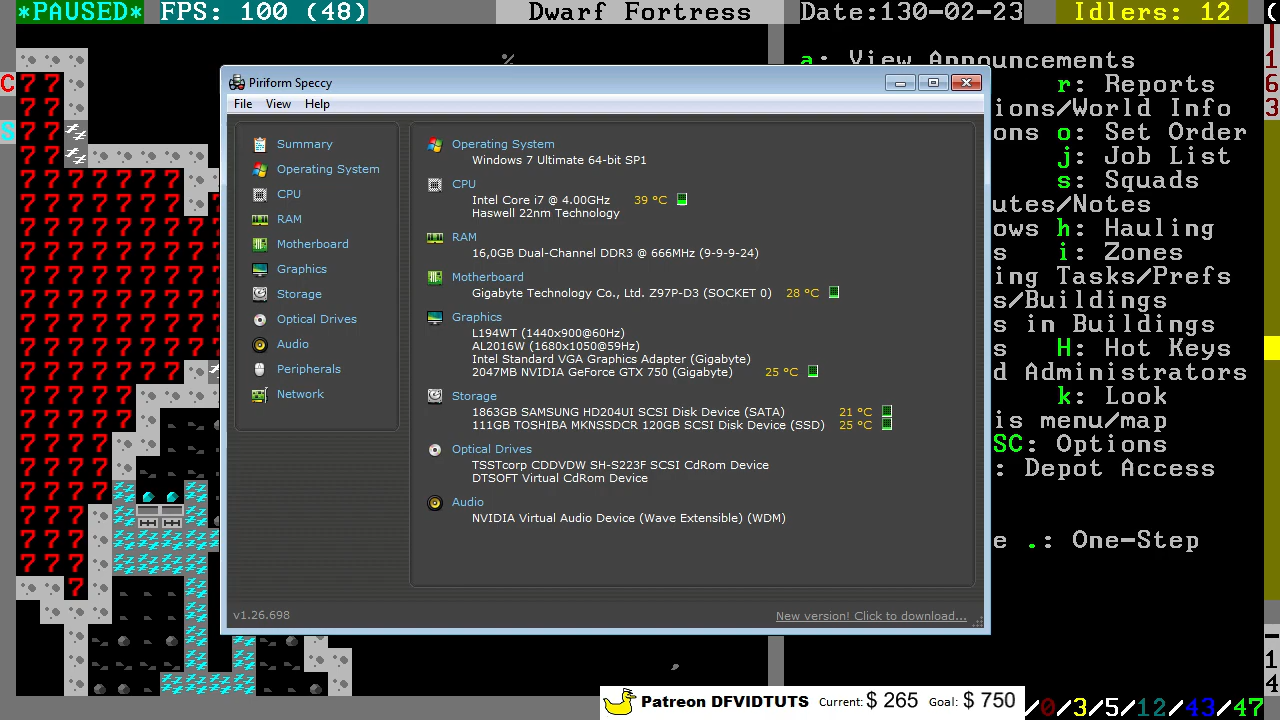 *PAUSED*
FPS: 100 (48)
Dwarf Fortress
Date:130-02-23
Idlers: 12
a: View Announcements
r: Reports
ions/World Info
ons o: Set Order
j: Job List
s: Squads
utes/Notes
ows h: Hauling
s i: Zones
ing Tasks/Prefs
s/Buildings
s in Buildings
s H: Hot Keys
d Administrators
k: Look
is menu/map
SC: Options
: Depot Access
e .: One-Step
Piriform Speccy
File View Help
Summary
Operating System
CPU
RAM
Motherboard
Graphics
Storage
Optical Drives
Audio
Peripherals
Network
Operating System
Windows 7 Ultimate 64-bit SP1
CPU
Intel Core i7 @ 4.00GHz 39 °C
Haswell 22nm Technology
RAM
16,0GB Dual-Channel DDR3 @ 666MHz (9-9-9-24)
Motherboard
Gigabyte Technology Co., Ltd. Z97P-D3 (SOCKET 0) 28 °C
Graphics
L194WT (1440x900@60Hz)
AL2016W (1680x1050@59Hz)
Intel Standard VGA Graphics Adapter (Gigabyte)
2047MB NVIDIA GeForce GTX 750 (Gigabyte) 25 °C
Storage
1863GB SAMSUNG HD204UI SCSI Disk Device (SATA) 21 °C
111GB TOSHIBA MKNSSDCR 120GB SCSI Disk Device (SSD) 25 °C
Optical Drives
TSSTcorp CDDVDW SH-S223F SCSI CdRom Device
DTSOFT Virtual CdRom Device
Audio
NVIDIA Virtual Audio Device (Wave Extensible) (WDM)
v1.26.698
New version! Click to download...
Patreon DFVIDTUTS Current: $ 265 Goal: $ 750
/0/3/5/12/43/47